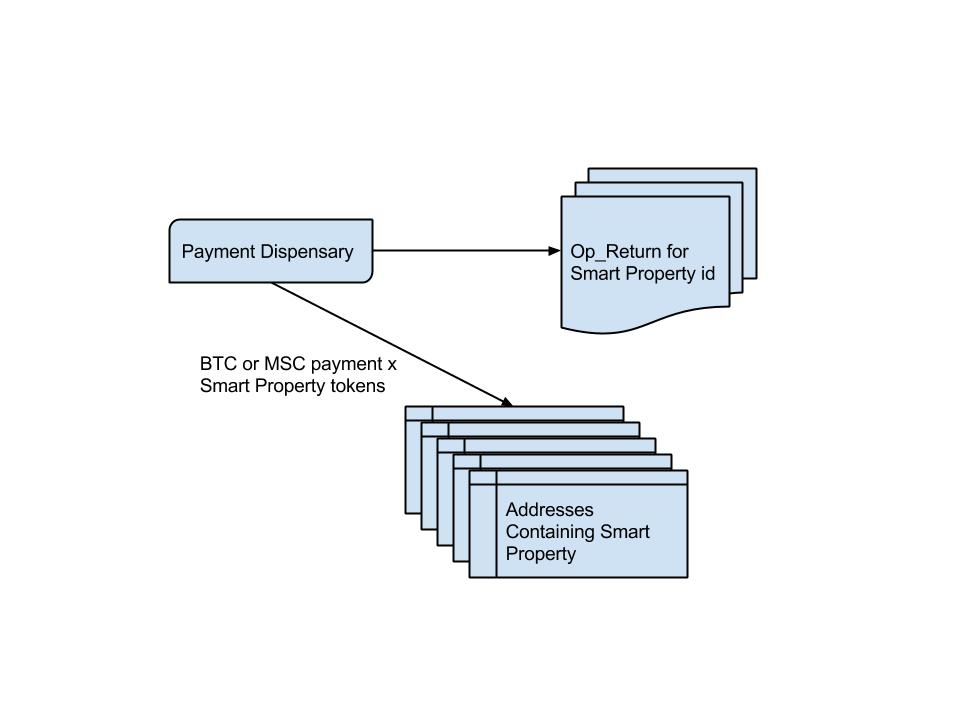 Payment Dispensary
Op_Return for
Smart Property id
BTC or MSC payment x
Smart Property tokens
Addresses
Containing Smart
Property